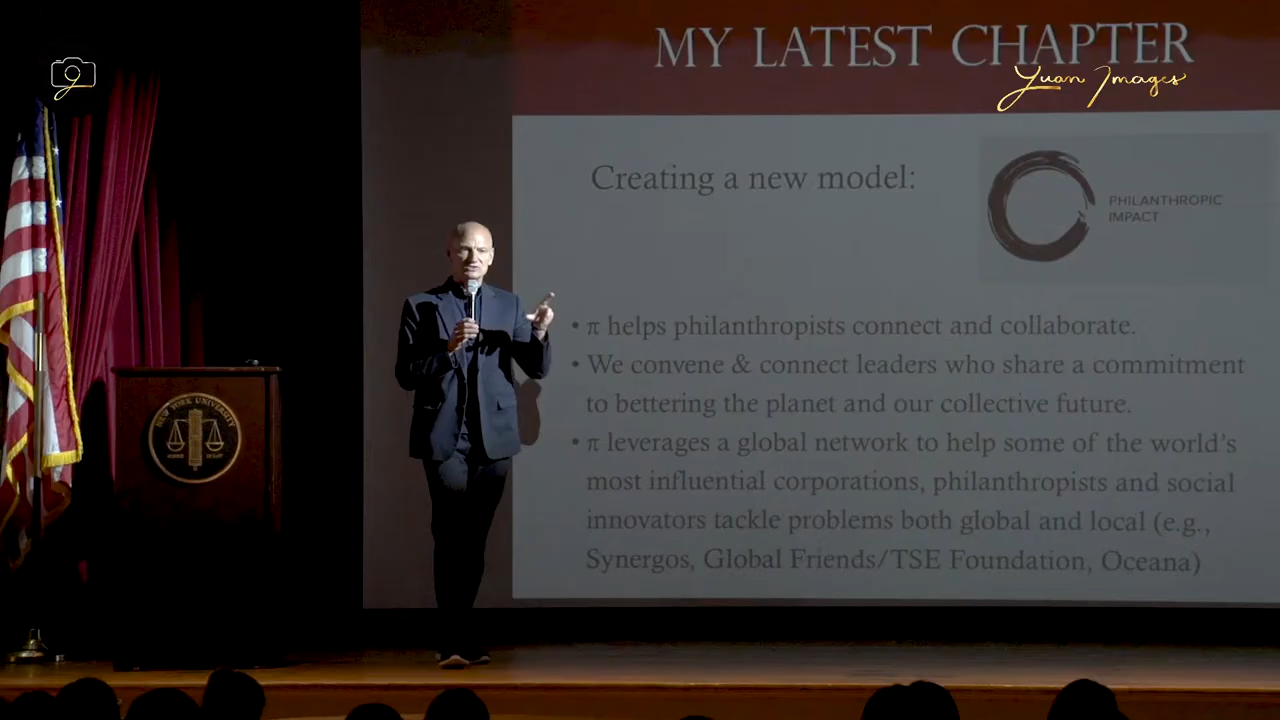 MY LATEST CHAPTER
Yuan Images
Creating a new model:
PHILANTHROPIC
IMPACT
• π helps philanthropists connect and collaborate.
• We convene & connect leaders who share a commitment
to bettering the planet and our collective future.
• π leverages a global network to help some of the world's
most influential corporations, philanthropists and social
innovators tackle problems both global and local (e.g.,
Synergos, Global Friends/TSE Foundation, Oceana)
NEW YORK UNIVERSITY